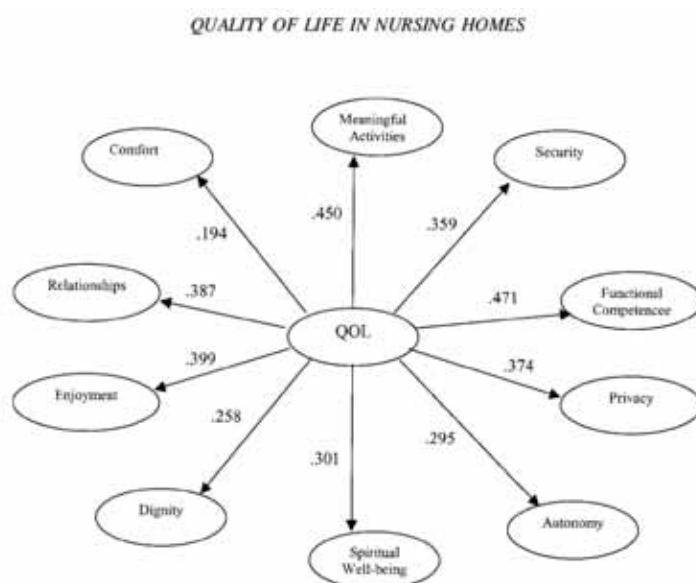 QUALITY OF LIFE IN NURSING HOMES
Meaningful
Activities
Comfort
Security
.450
.359
.194
Relationships
.387
.471
Functional
Competencee
QOL
.399
.374
Enjoyment
Privacy
.258
.301
.295
Dignity
Autonomy
Spiritual
Well-being